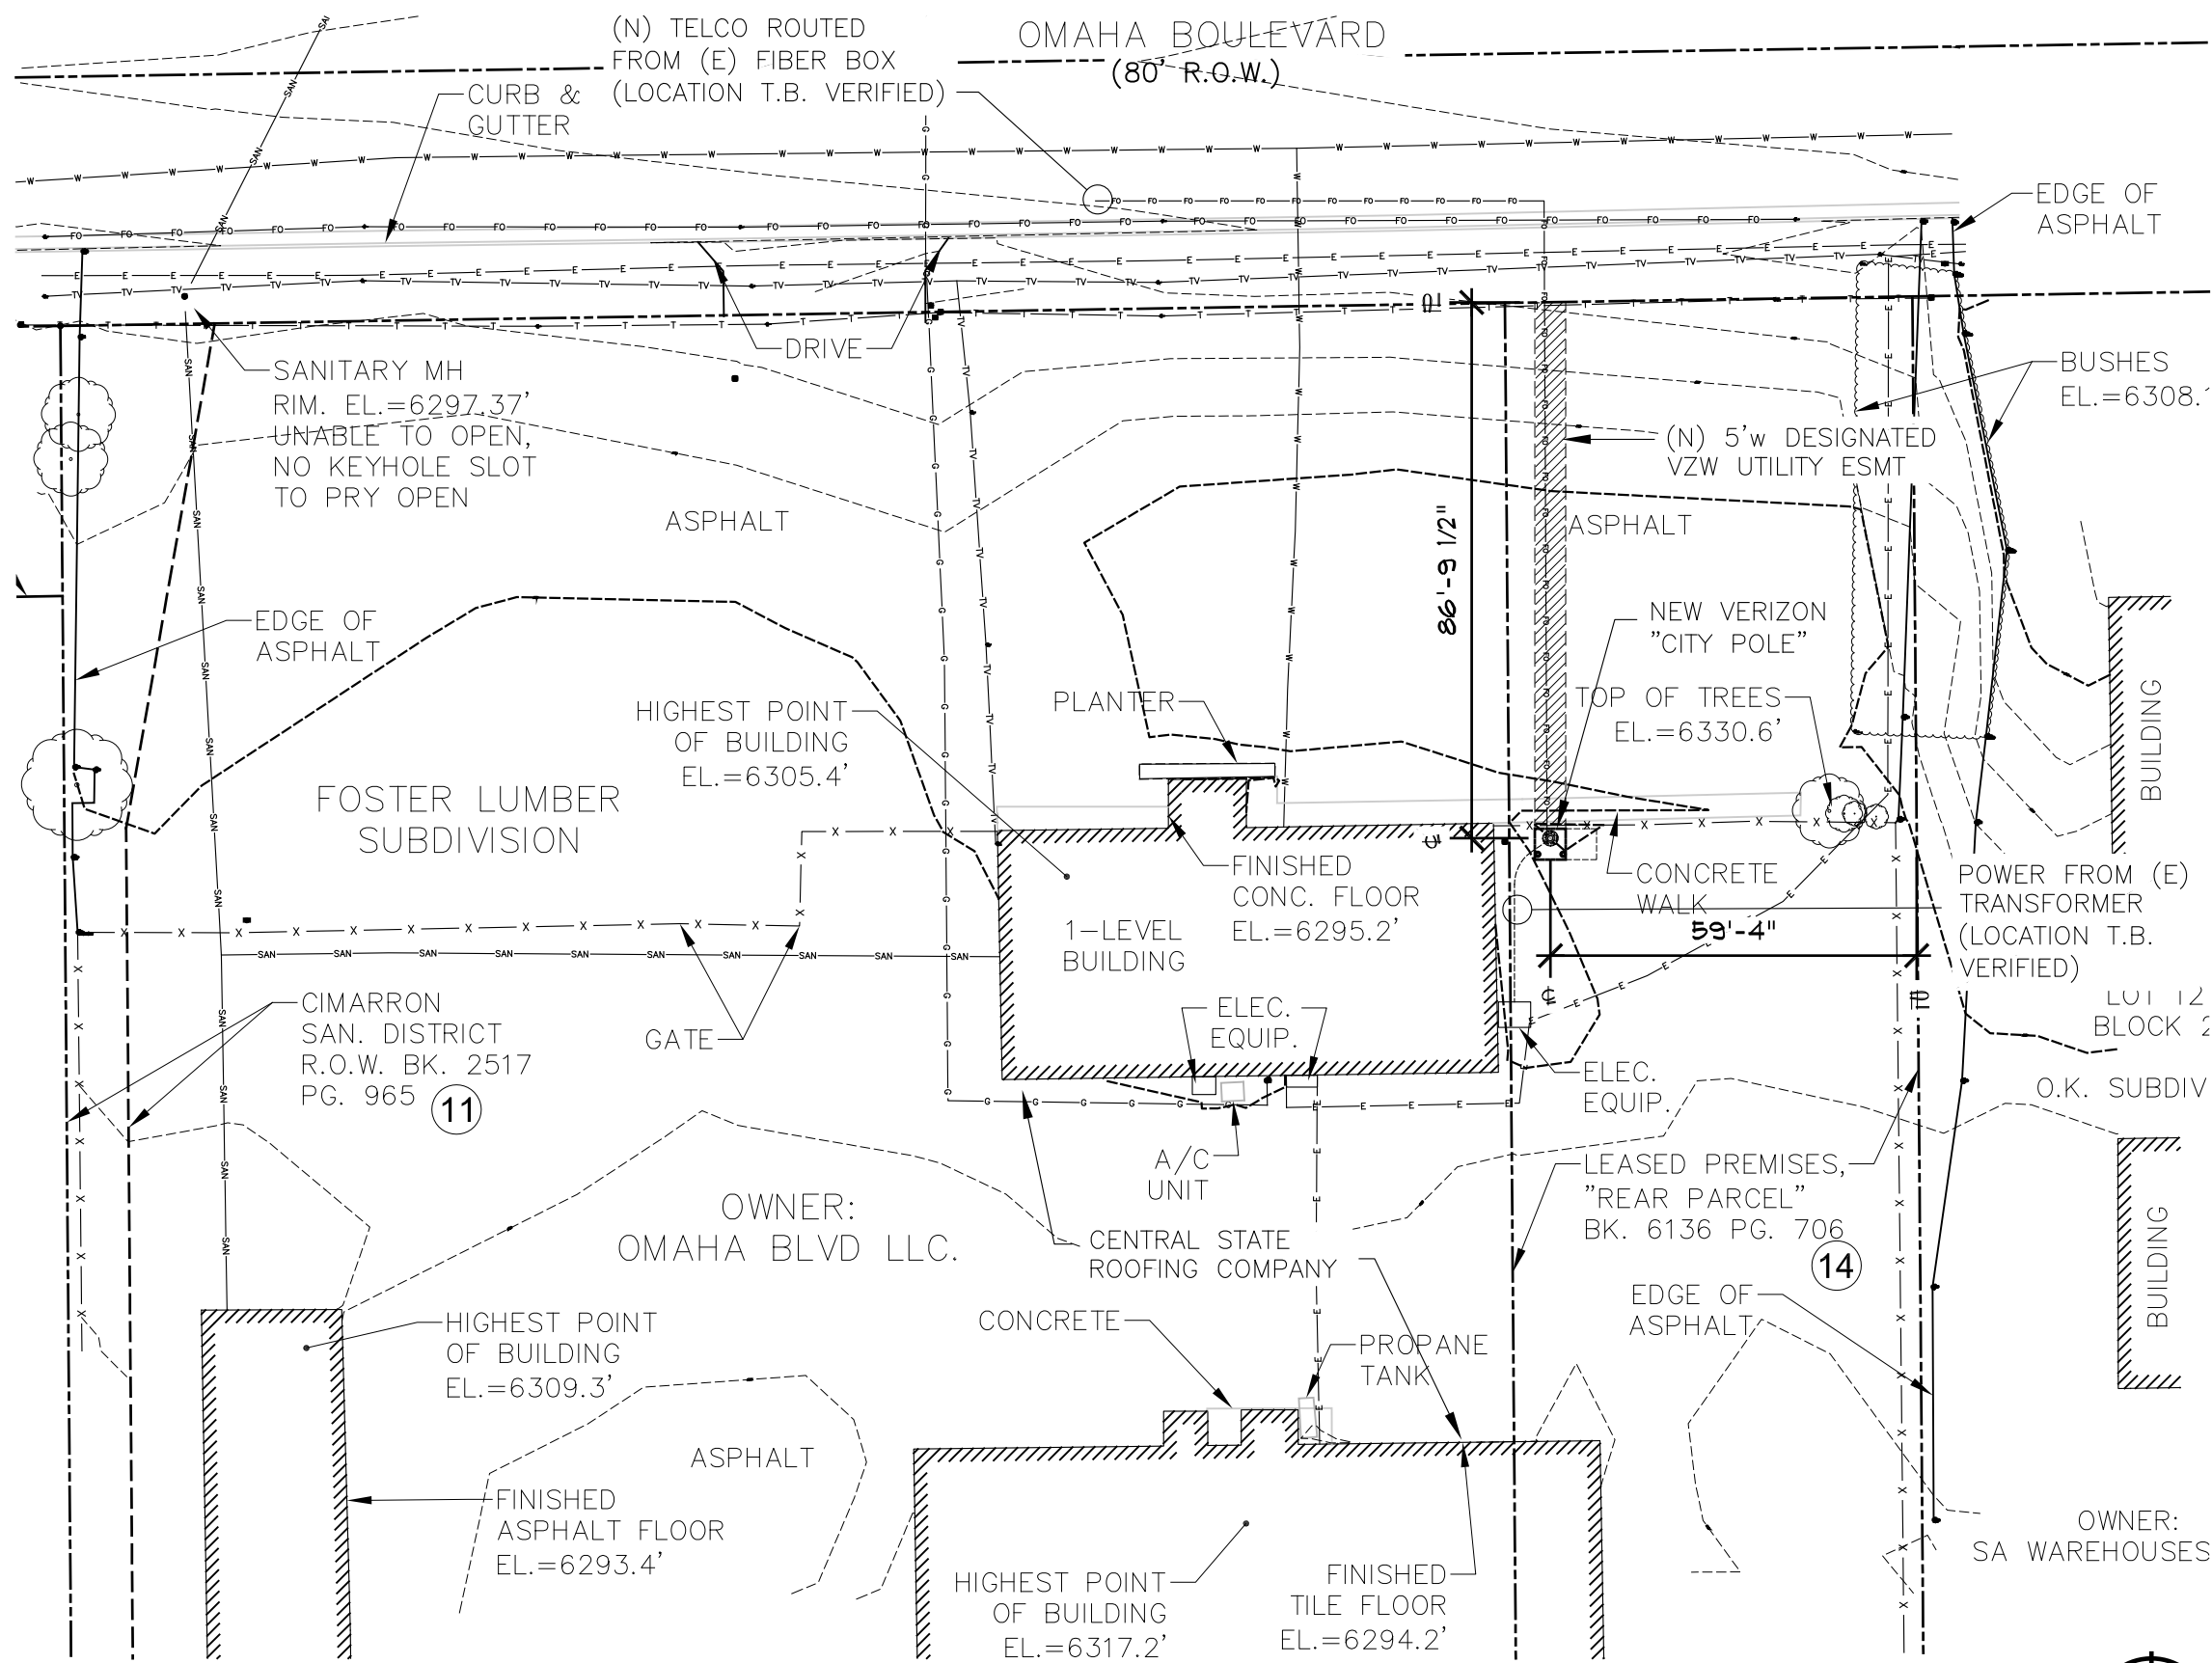 (N) TELCO ROUTED
FROM (E) FIBER BOX
(LOCATION T.B. VERIFIED)
OMAHA BOULEVARD
(80' R.O.W.)
CURB &
GUTTER
EDGE OF
ASPHALT
DRIVE
SANITARY MH
RIM. EL.=6297.37'
UNABLE TO OPEN,
NO KEYHOLE SLOT
TO PRY OPEN
BUSHES
EL.=6308.
(N) 5'w DESIGNATED
VZW UTILITY ESMT
ASPHALT
ASPHALT
86'-9 1/2"
EDGE OF
ASPHALT
NEW VERIZON
"CITY POLE"
PLANTER
TOP OF TREES
EL.=6330.6'
HIGHEST POINT
OF BUILDING
EL.=6305.4'
BUILDING
FOSTER LUMBER
SUBDIVISION
FINISHED
CONC. FLOOR
EL.=6295.2'
CONCRETE
WALK
POWER FROM (E)
TRANSFORMER
(LOCATION T.B.
VERIFIED)
1-LEVEL
BUILDING
59'-4"
CIMARRON
SAN. DISTRICT
R.O.W. BK. 2517
PG. 965
11
GATE
ELEC.
EQUIP.
LOT 12
BLOCK 2
ELEC.
EQUIP.
O.K. SUBDIV
A/C
UNIT
LEASED PREMISES,
"REAR PARCEL"
BK. 6136 PG. 706
14
OWNER:
OMAHA BLVD LLC.
CENTRAL STATE
ROOFING COMPANY
BUILDING
EDGE OF
ASPHALT
HIGHEST POINT
OF BUILDING
EL.=6309.3'
CONCRETE
PROPANE
TANK
ASPHALT
FINISHED
ASPHALT FLOOR
EL.=6293.4'
OWNER:
SA WAREHOUSES
HIGHEST POINT
OF BUILDING
EL.=6317.2'
FINISHED
TILE FLOOR
EL.=6294.2'